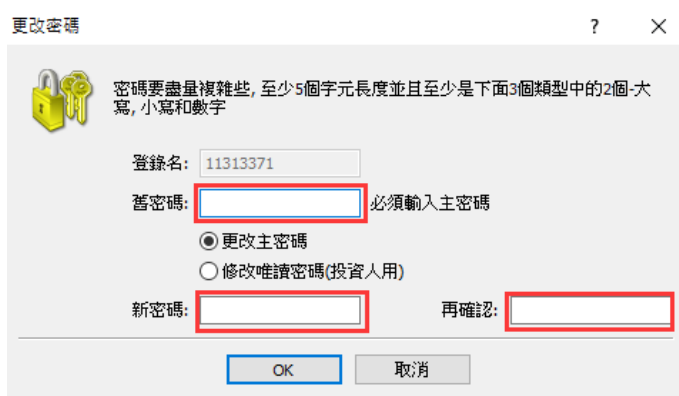 更改密碼 ? ×
密碼要盡量複雜些, 至少5個字元長度並且至少是下面3個類型中的2個-大
寫, 小寫和數字
登錄名: 11313371
舊密碼: 必須輸入主密碼
更改主密碼
修改唯讀密碼(投資人用)
新密碼: 再確認:
OK 取消